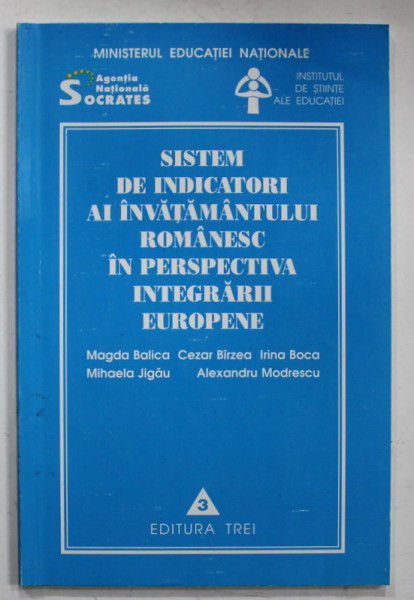 MINISTERUL EDUCAȚIEI NAȚIONALE
Agenția
Națională
SOCRATES
INSTITUTUL
DE ȘTIINTE
ALE EDUCAȚIEI
SISTEM
DE INDICATORI
AI ÎNVĂȚĂMÂNTULUI
ROMÂNESC
ÎN PERSPECTIVA
INTEGRĂRII
EUROPENE
Magda Balica Cezar Bîrzea Irina Boca
Mihaela Jigău Alexandru Modrescu
3
EDITURA TREI